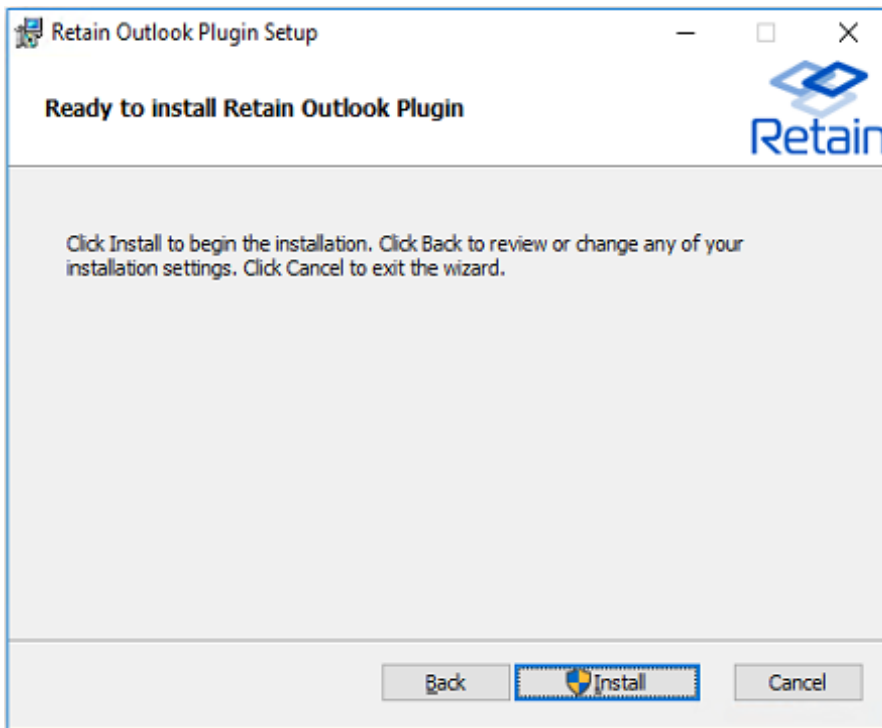 Retain Outlook Plugin Setup
Ready to install Retain Outlook Plugin
Retain
Click Install to begin the installation. Click Back to review or change any of your
installation settings. Click Cancel to exit the wizard.
Back
Install
Cancel